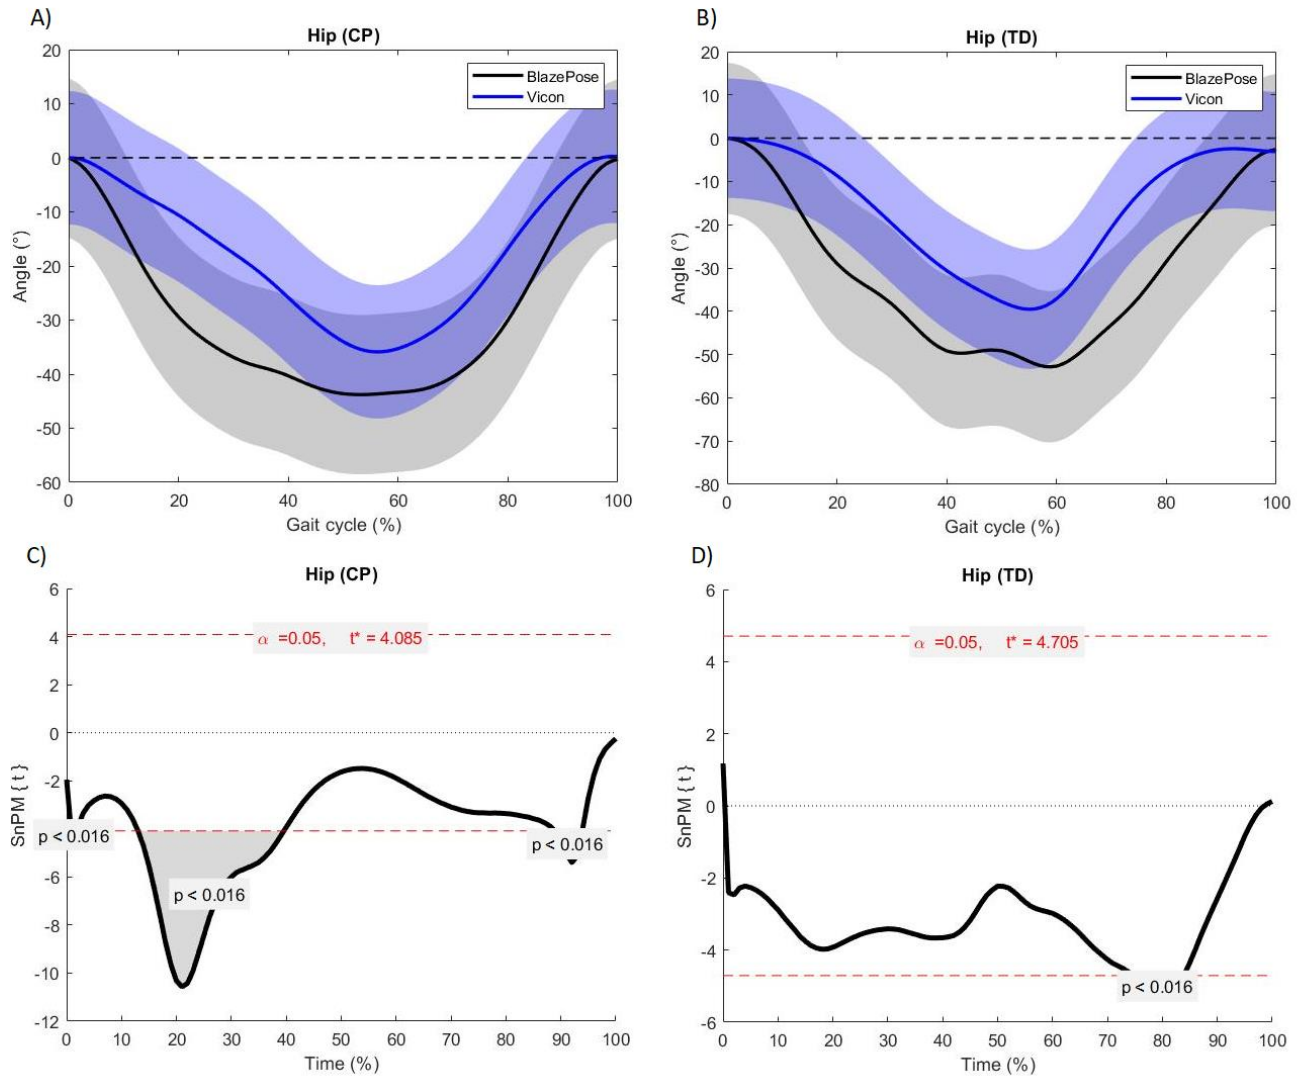 A)
Hip (CP)
20
10
0
-10
-20
-30
-40
-50
-60
Angle (°)
BlazePose
Vicon
0 20 40 60 80 100
Gait cycle (%)
B)
Hip (TD)
20
10
0
-10
-20
-30
-40
-50
-60
-70
-80
Angle (°)
BlazePose
Vicon
0 20 40 60 80 100
Gait cycle (%)
C)
Hip (CP)
6
4
2
0
-2
-4
-6
-8
-10
-12
SnPM { t }
α =0.05, t* = 4.085
p < 0.016
p < 0.016
p < 0.016
0 10 20 30 40 50 60 70 80 90 100
Time (%)
D)
Hip (TD)
6
4
2
0
-2
-4
-6
SnPM { t }
α =0.05, t* = 4.705
p < 0.016
0 10 20 30 40 50 60 70 80 90 100
Time (%)